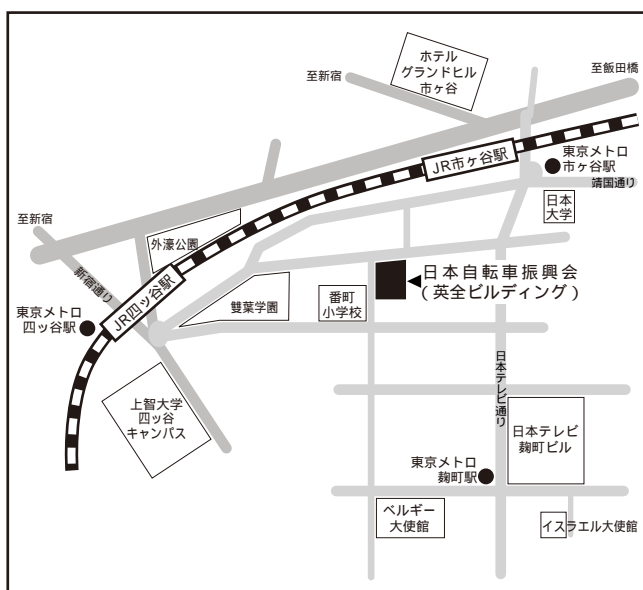 ホテル
グランドヒル
市ヶ谷
至新宿
至飯田橋
JR市ヶ谷駅
東京メトロ
市ヶ谷駅
靖国通り
日本
大学
至新宿
外濠公園
新宿通り
JR四ッ谷駅
東京メトロ
四ッ谷駅
雙葉学園
番町
小学校
日本自転車振興会
(英全ビルディング)
上智大学
四ッ谷
キャンパス
日本テレビ通り
日本テレビ
麹町ビル
東京メトロ
麹町駅
ベルギー
大使館
イスラエル大使館